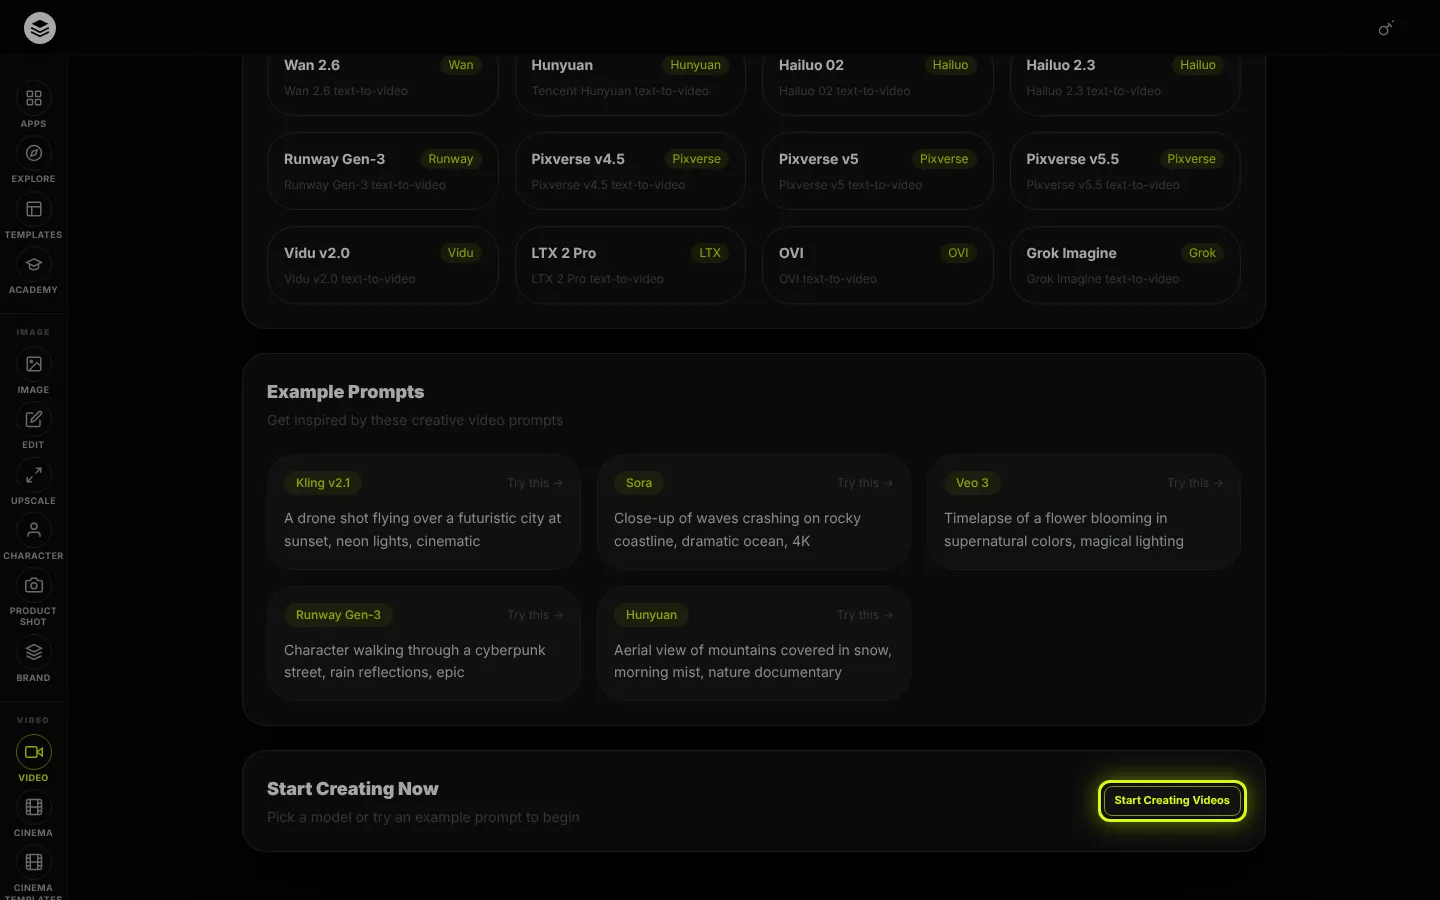 APPS
EXPLORE
TEMPLATES
ACADEMY
IMAGE
IMAGE
EDIT
UPSCALE
CHARACTER
PRODUCT
SHOT
BRAND
VIDEO
VIDEO
CINEMA
CINEMA
TEMPLATES
Wan 2.6 Wan
Wan 2.6 text-to-video
Hunyuan Hunyuan
Tencent Hunyuan text-to-video
Hailuo 02 Hailuo
Hailuo 02 text-to-video
Hailuo 2.3 Hailuo
Hailuo 2.3 text-to-video
Runway Gen-3 Runway
Runway Gen-3 text-to-video
Pixverse v4.5 Pixverse
Pixverse v4.5 text-to-video
Pixverse v5 Pixverse
Pixverse v5 text-to-video
Pixverse v5.5 Pixverse
Pixverse v5.5 text-to-video
Vidu v2.0 Vidu
Vidu v2.0 text-to-video
LTX 2 Pro LTX
LTX 2 Pro text-to-video
OVI OVI
OVI text-to-video
Grok Imagine Grok
Grok Imagine text-to-video
Example Prompts
Get inspired by these creative video prompts
Kling v2.1 Try this →
A drone shot flying over a futuristic city at
sunset, neon lights, cinematic
Sora Try this →
Close-up of waves crashing on rocky
coastline, dramatic ocean, 4K
Veo 3 Try this →
Timelapse of a flower blooming in
supernatural colors, magical lighting
Runway Gen-3 Try this →
Character walking through a cyberpunk
street, rain reflections, epic
Hunyuan Try this →
Aerial view of mountains covered in snow,
morning mist, nature documentary
Start Creating Now
Pick a model or try an example prompt to begin
Start Creating Videos